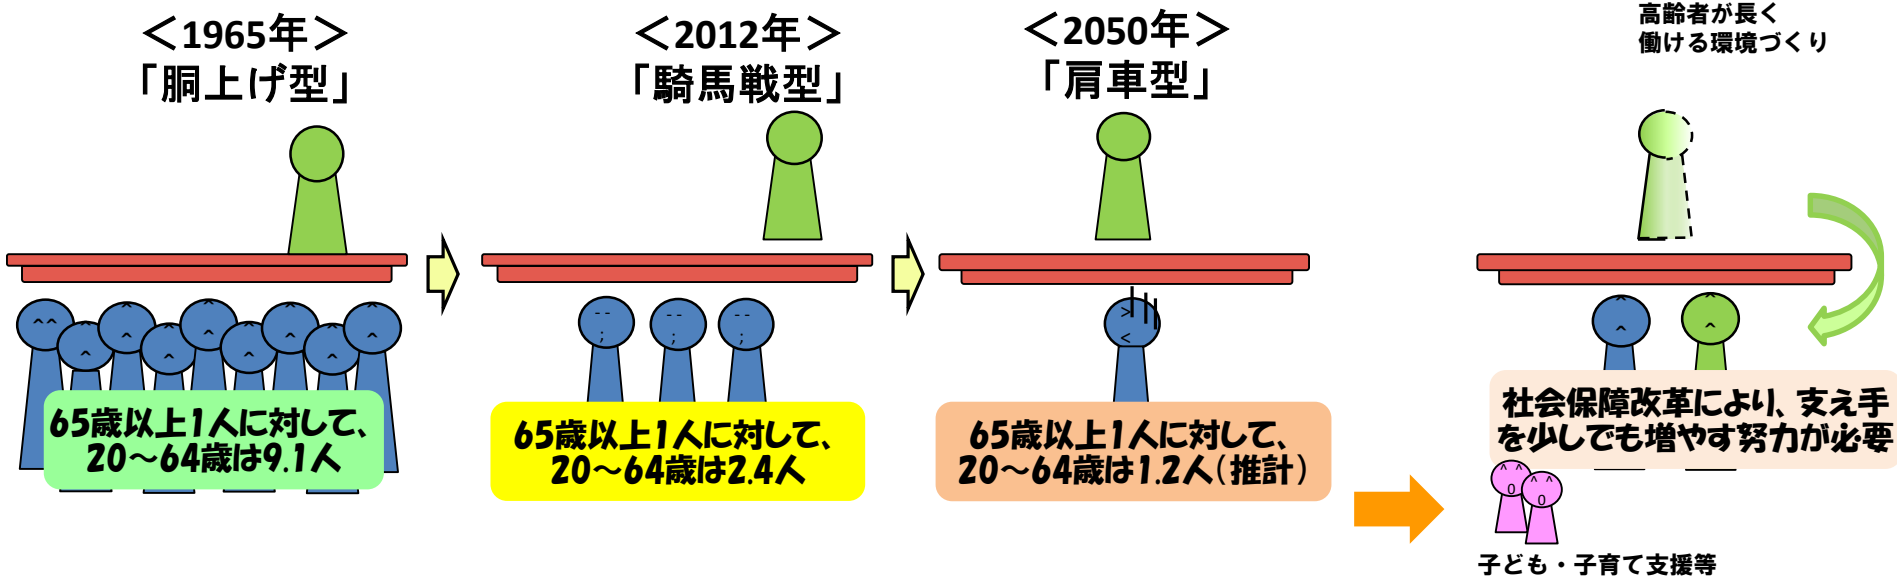 ＜1965年＞
「胴上げ型」
65歳以上1人に対して、
20～64歳は9.1人
＜2012年＞
「騎馬戦型」
65歳以上1人に対して、
20～64歳は2.4人
＜2050年＞
「肩車型」
65歳以上1人に対して、
20～64歳は1.2人（推計）
高齢者が長く
働ける環境づくり
社会保障改革により、支え手
を少しでも増やす努力が必要
子ども・子育て支援等